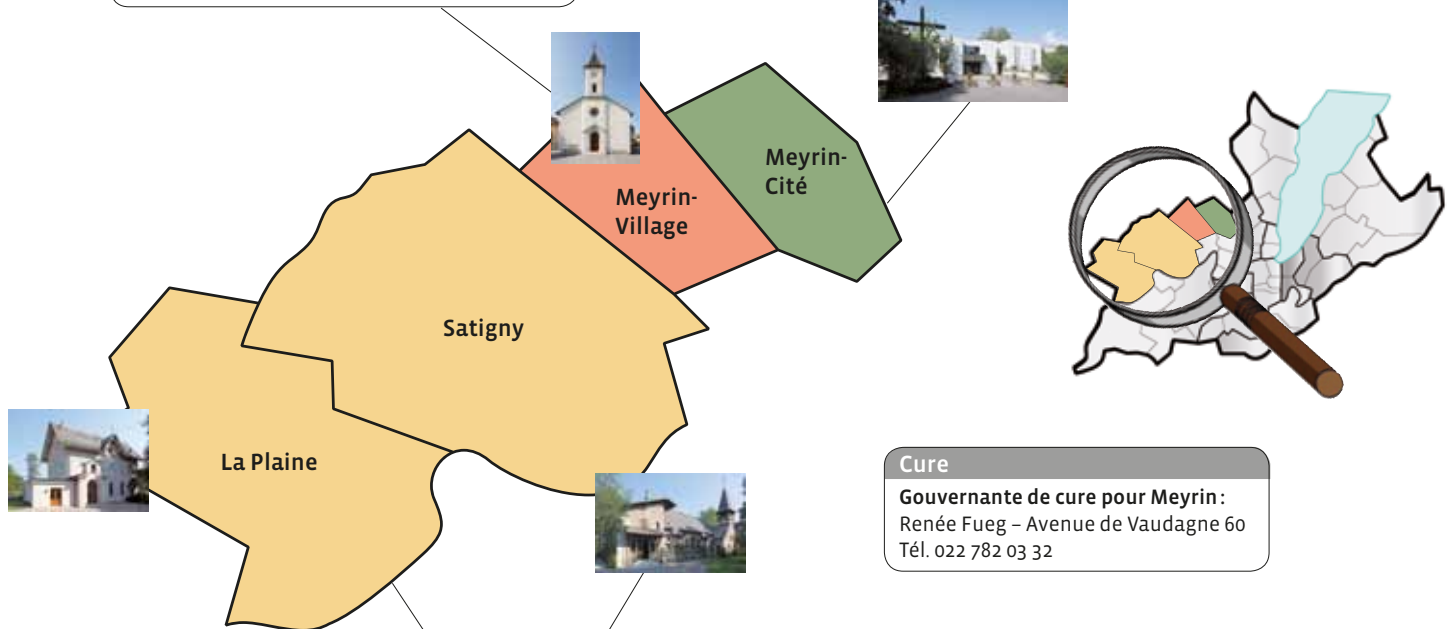 Meyrin-
Cité
Meyrin-
Village
Satigny
La Plaine
Cure
Gouvernante de cure pour Meyrin :
Renée Fueg – Avenue de Vaudagne 60
Tél. 022 782 03 32